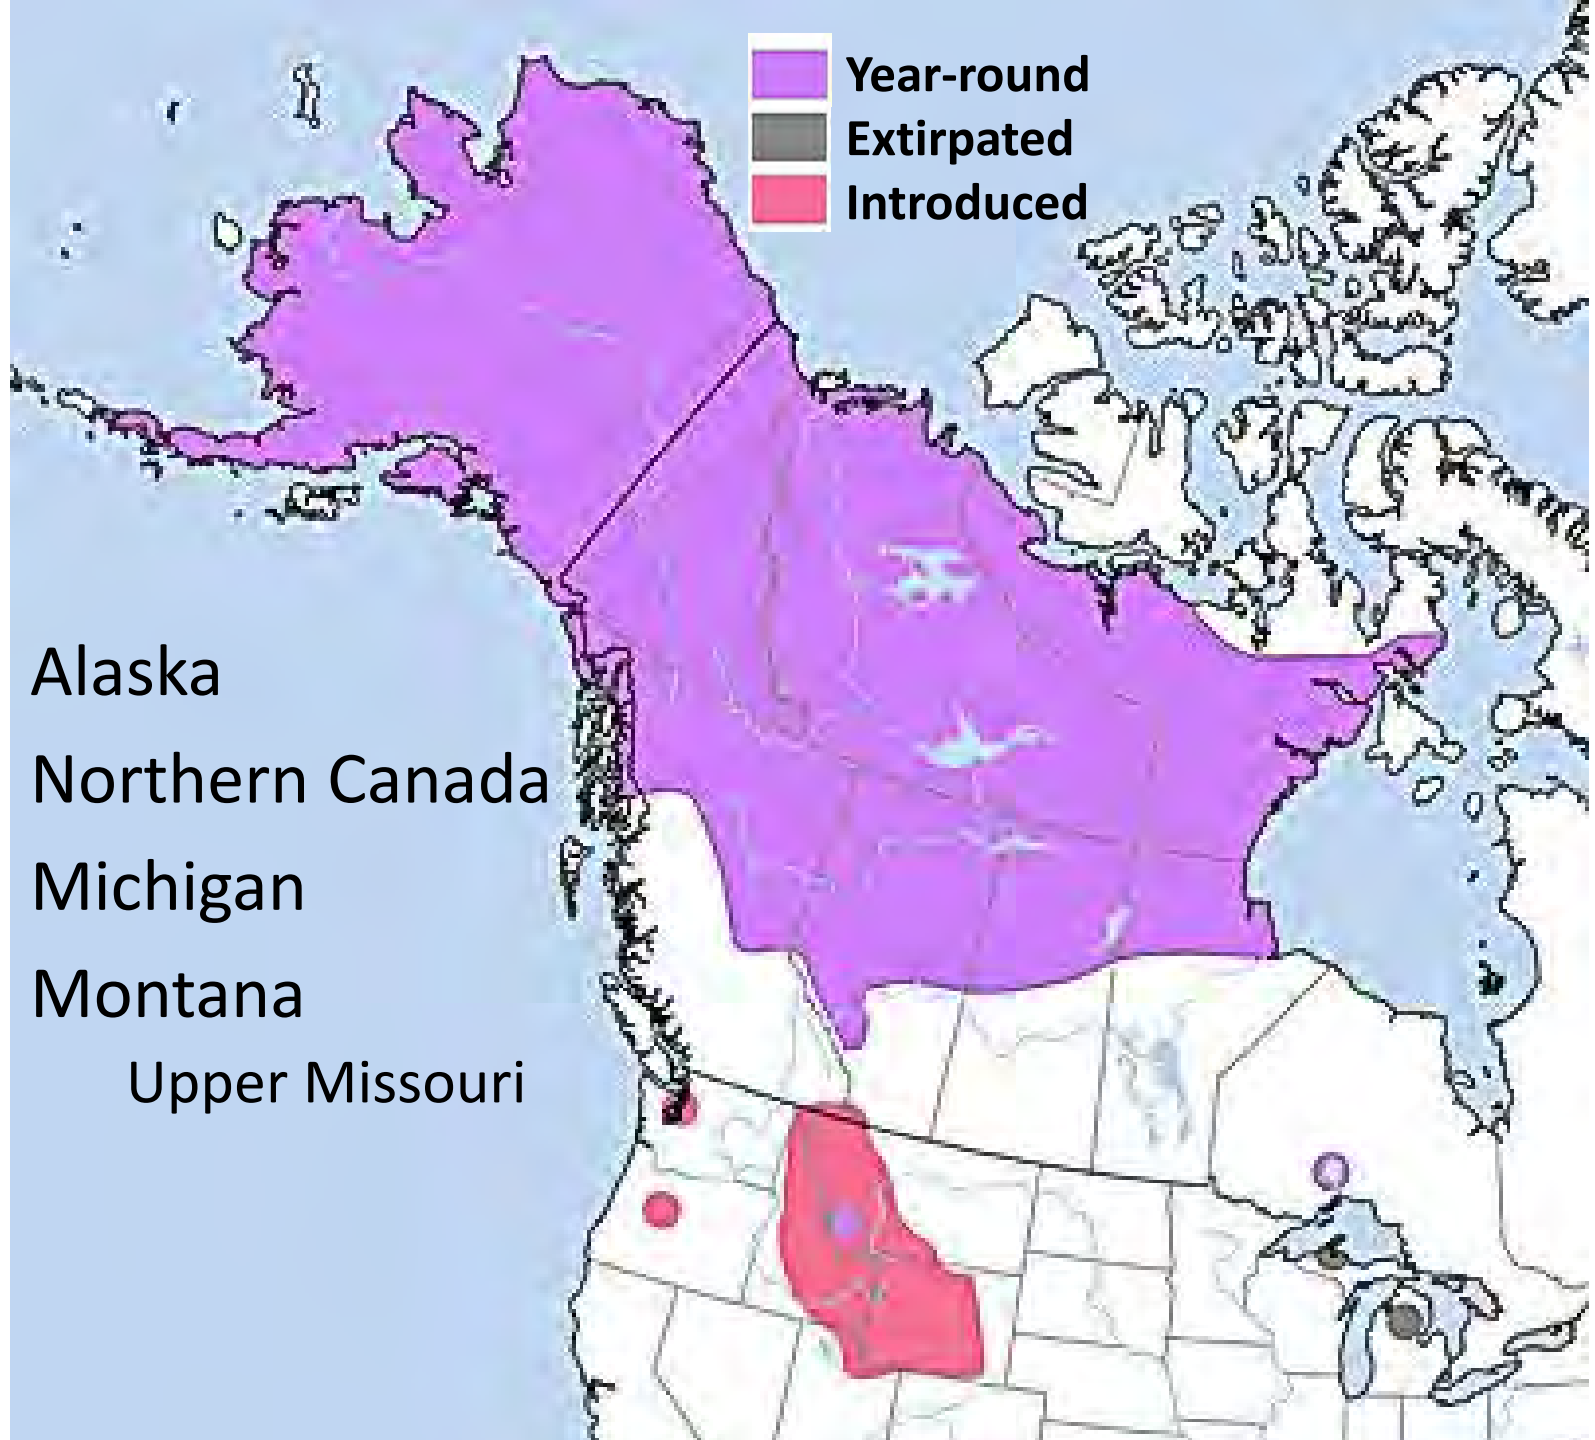 Year-round
Extirpated
Introduced
Alaska
Northern Canada
Michigan
Montana
Upper Missouri